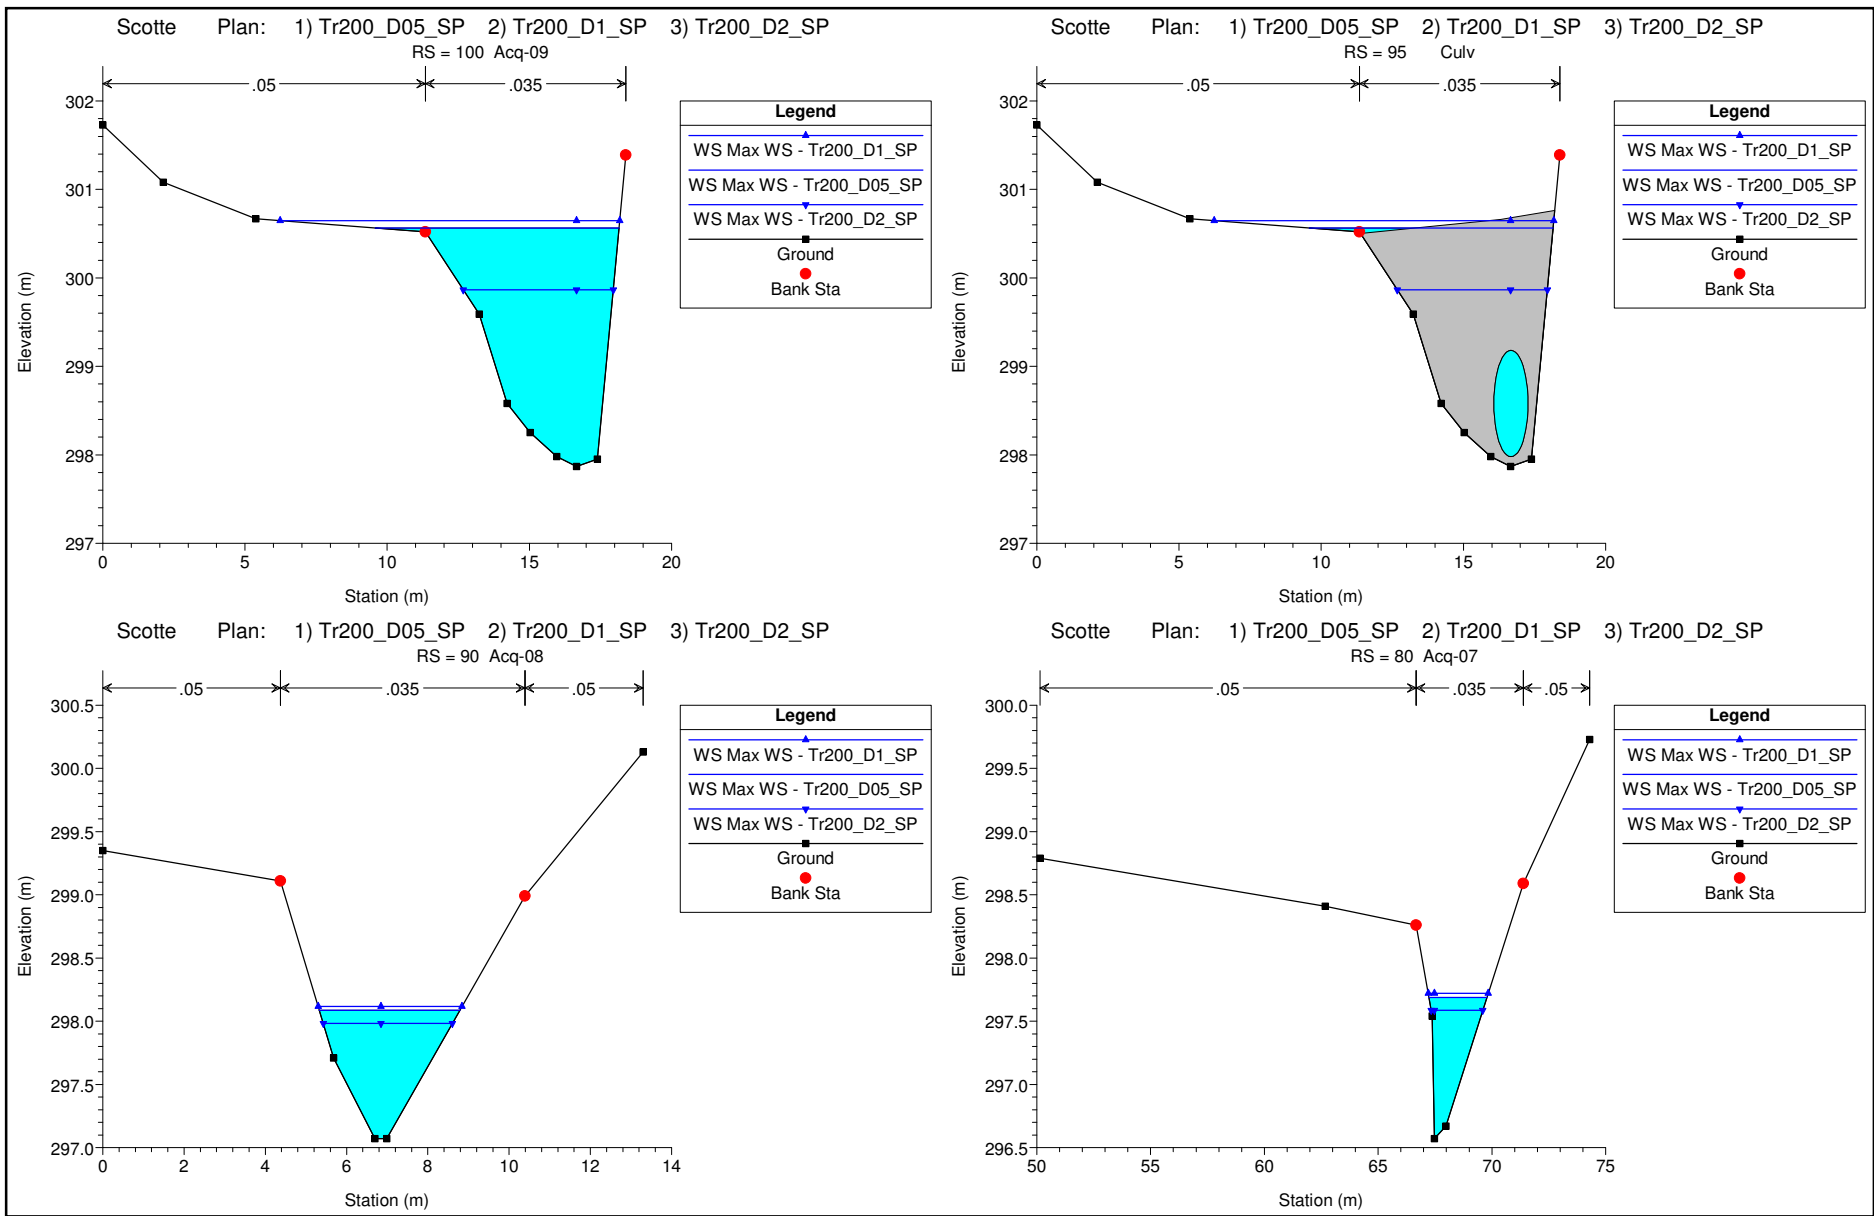 Scotte Plan: 1) Tr200_D05_SP 2) Tr200_D1_SP 3) Tr200_D2_SP
RS = 100 Acq-09
.05 .035
302
301
300
299
298
297
0 5 10 15 20
Elevation (m)
Station (m)
Legend
WS Max WS - Tr200_D1_SP
WS Max WS - Tr200_D05_SP
WS Max WS - Tr200_D2_SP
Ground
Bank Sta
Scotte Plan: 1) Tr200_D05_SP 2) Tr200_D1_SP 3) Tr200_D2_SP
RS = 95 Culv
.05 .035
302
301
300
299
298
297
0 5 10 15 20
Elevation (m)
Station (m)
Legend
WS Max WS - Tr200_D1_SP
WS Max WS - Tr200_D05_SP
WS Max WS - Tr200_D2_SP
Ground
Bank Sta
Scotte Plan: 1) Tr200_D05_SP 2) Tr200_D1_SP 3) Tr200_D2_SP
RS = 90 Acq-08
.05 .035 .05
300.5
300.0
299.5
299.0
298.5
298.0
297.5
297.0
0 2 4 6 8 10 12 14
Elevation (m)
Station (m)
Legend
WS Max WS - Tr200_D1_SP
WS Max WS - Tr200_D05_SP
WS Max WS - Tr200_D2_SP
Ground
Bank Sta
Scotte Plan: 1) Tr200_D05_SP 2) Tr200_D1_SP 3) Tr200_D2_SP
RS = 80 Acq-07
.05 .035 .05
300.0
299.5
299.0
298.5
298.0
297.5
297.0
296.5
50 55 60 65 70 75
Elevation (m)
Station (m)
Legend
WS Max WS - Tr200_D1_SP
WS Max WS - Tr200_D05_SP
WS Max WS - Tr200_D2_SP
Ground
Bank Sta